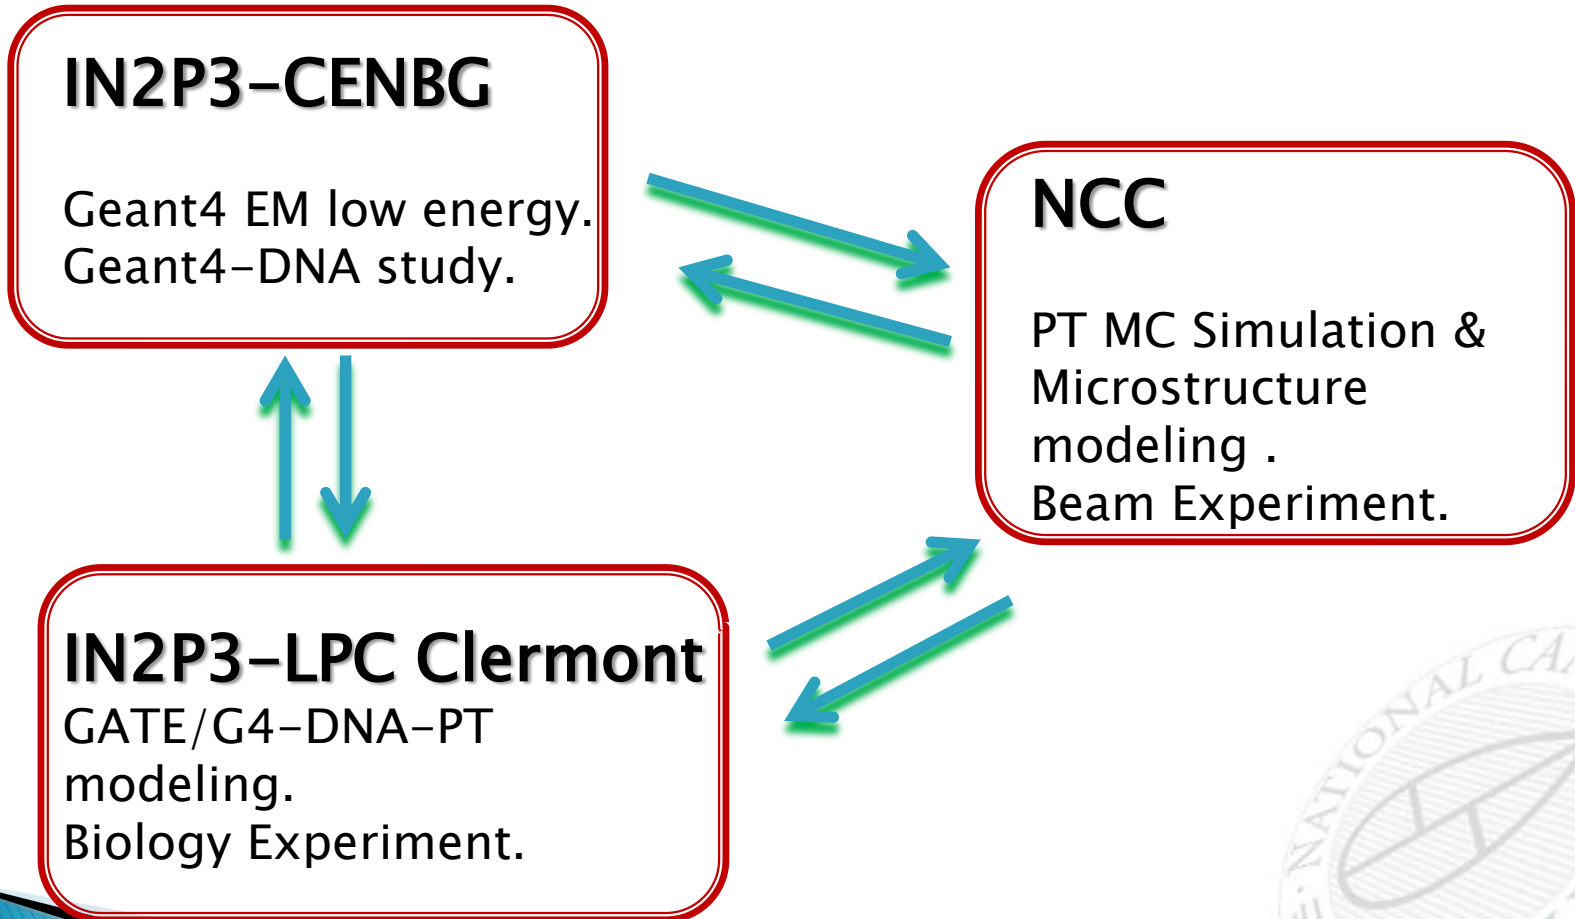 IN2P3-CENBG
Geant4 EM low energy.
Geant4-DNA study.
NCC
PT MC Simulation &
Microstructure
modeling .
Beam Experiment.
IN2P3-LPC Clermont
GATE/G4-DNA-PT
modeling.
Biology Experiment.
NATIONAL